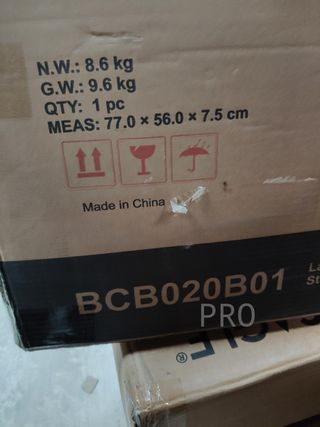 N.W.: 8.6 kg
G.W.: 9.6 kg
QTY: 1 pc
MEAS: 77.0 × 56.0 × 7.5 cm
Made in China
BCB020B01
PRO